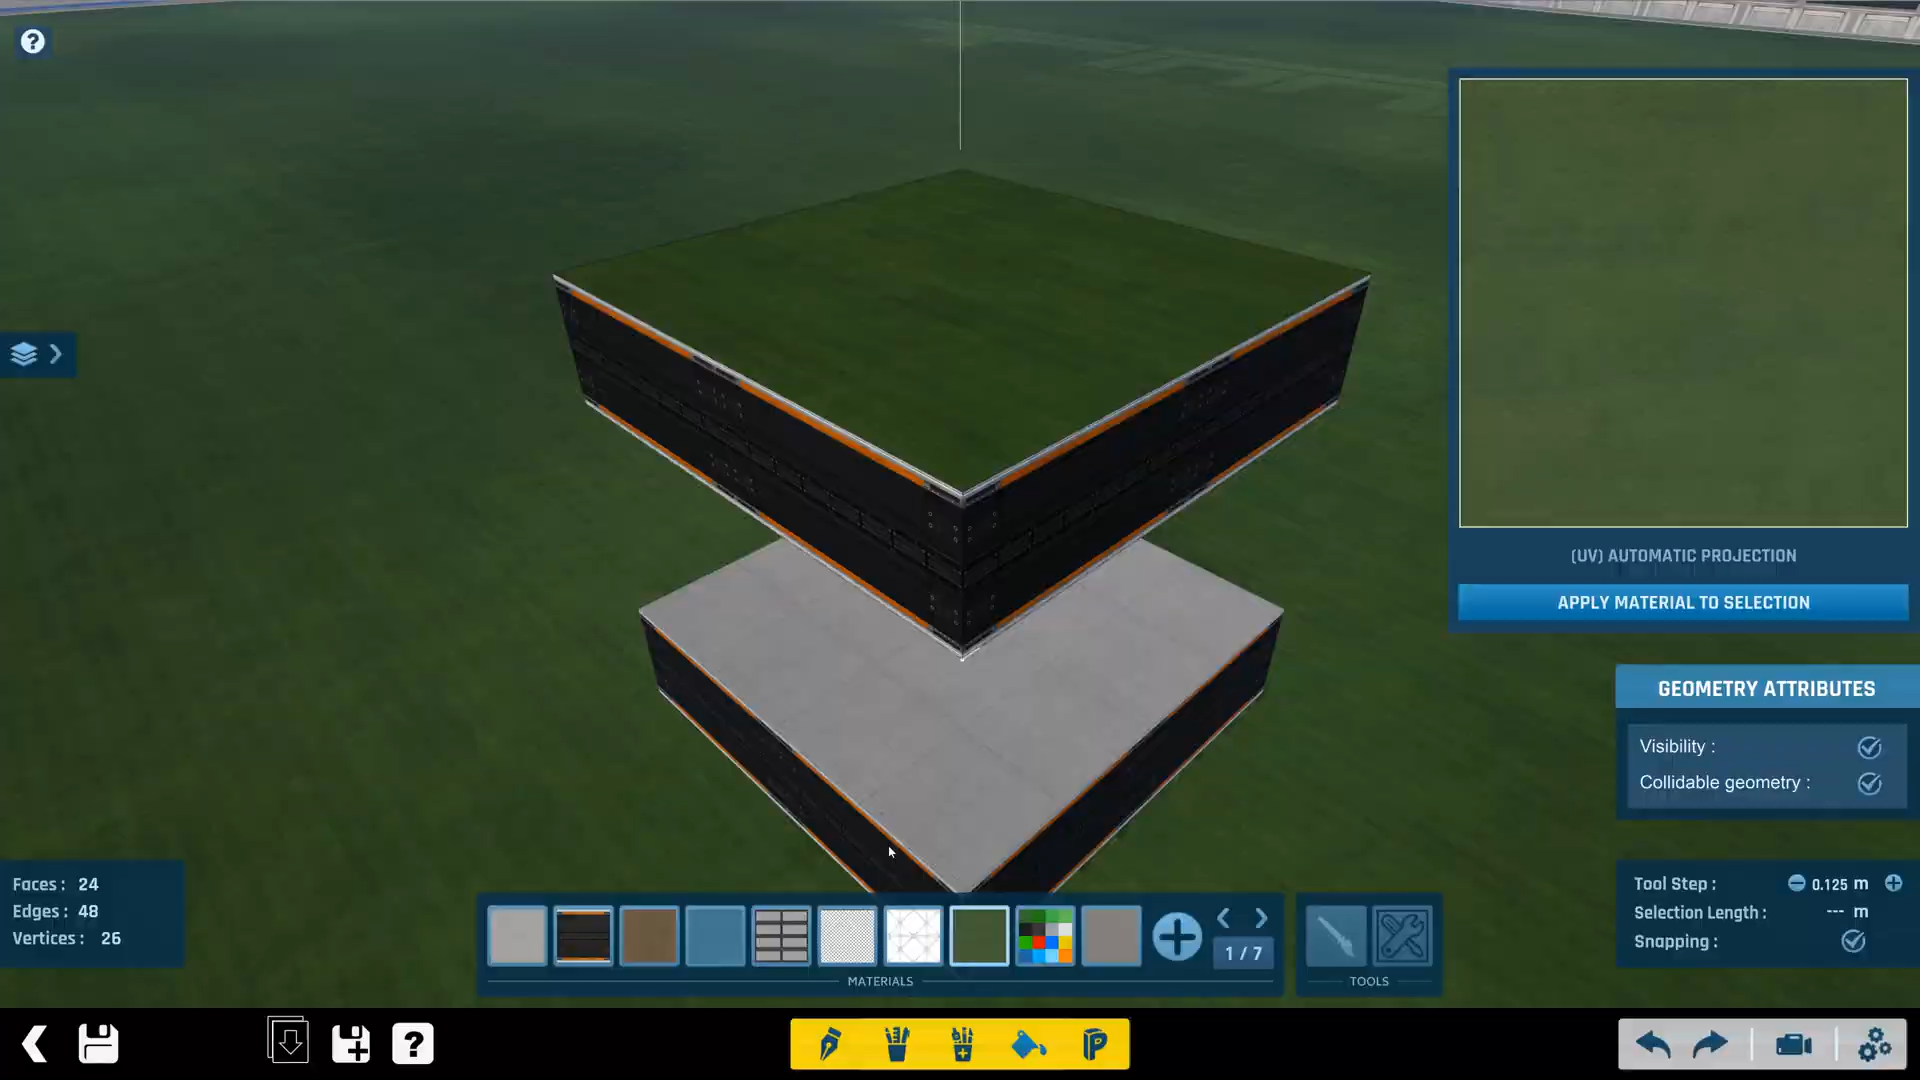 ?
(UV) AUTOMATIC PROJECTION
APPLY MATERIAL TO SELECTION
GEOMETRY ATTRIBUTES
Visibility :
Collidable geometry :
Faces : 24
Edges : 48
Vertices : 26
Tool Step : 0.125 m
Selection Length : --- m
Snapping :
1 / 7
MATERIALS
TOOLS
?
P